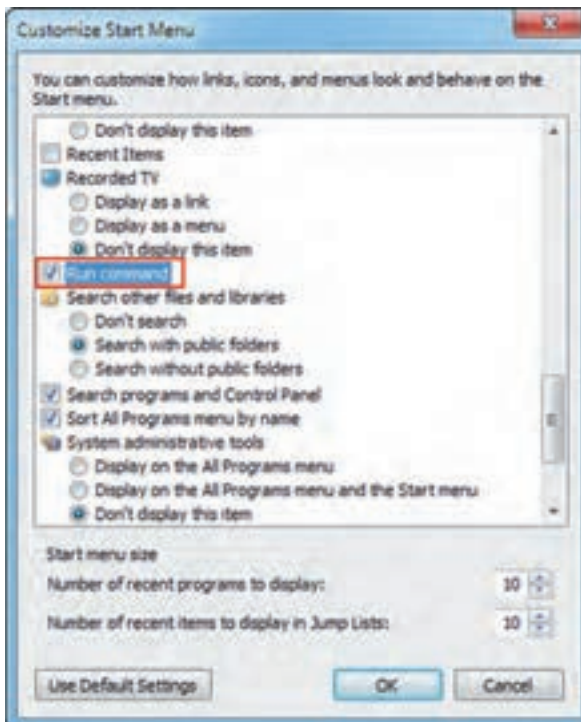 Customize Start Menu
You can customize how links, icons, and menus look and behave on the
Start menu.
Don't display this item
Recent Items
Recorded TV
Display as a link
Display as a menu
Don't display this item
Run command
Search other files and libraries
Don't search
Search with public folders
Search without public folders
Search programs and Control Panel
Sort All Programs menu by name
System administrative tools
Display on the All Programs menu
Display on the All Programs menu and the Start menu
Don't display this item
Start menu size
Number of recent programs to display: 10
Number of recent items to display in Jump Lists: 10
Use Default Settings OK Cancel